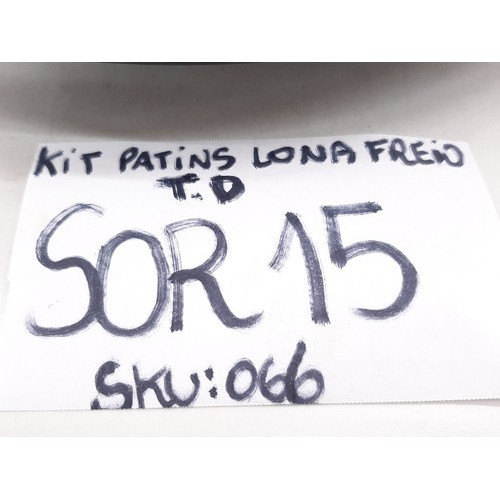 KIT PATINS LONA FREIO
T.D
SOR 15
SKU:066